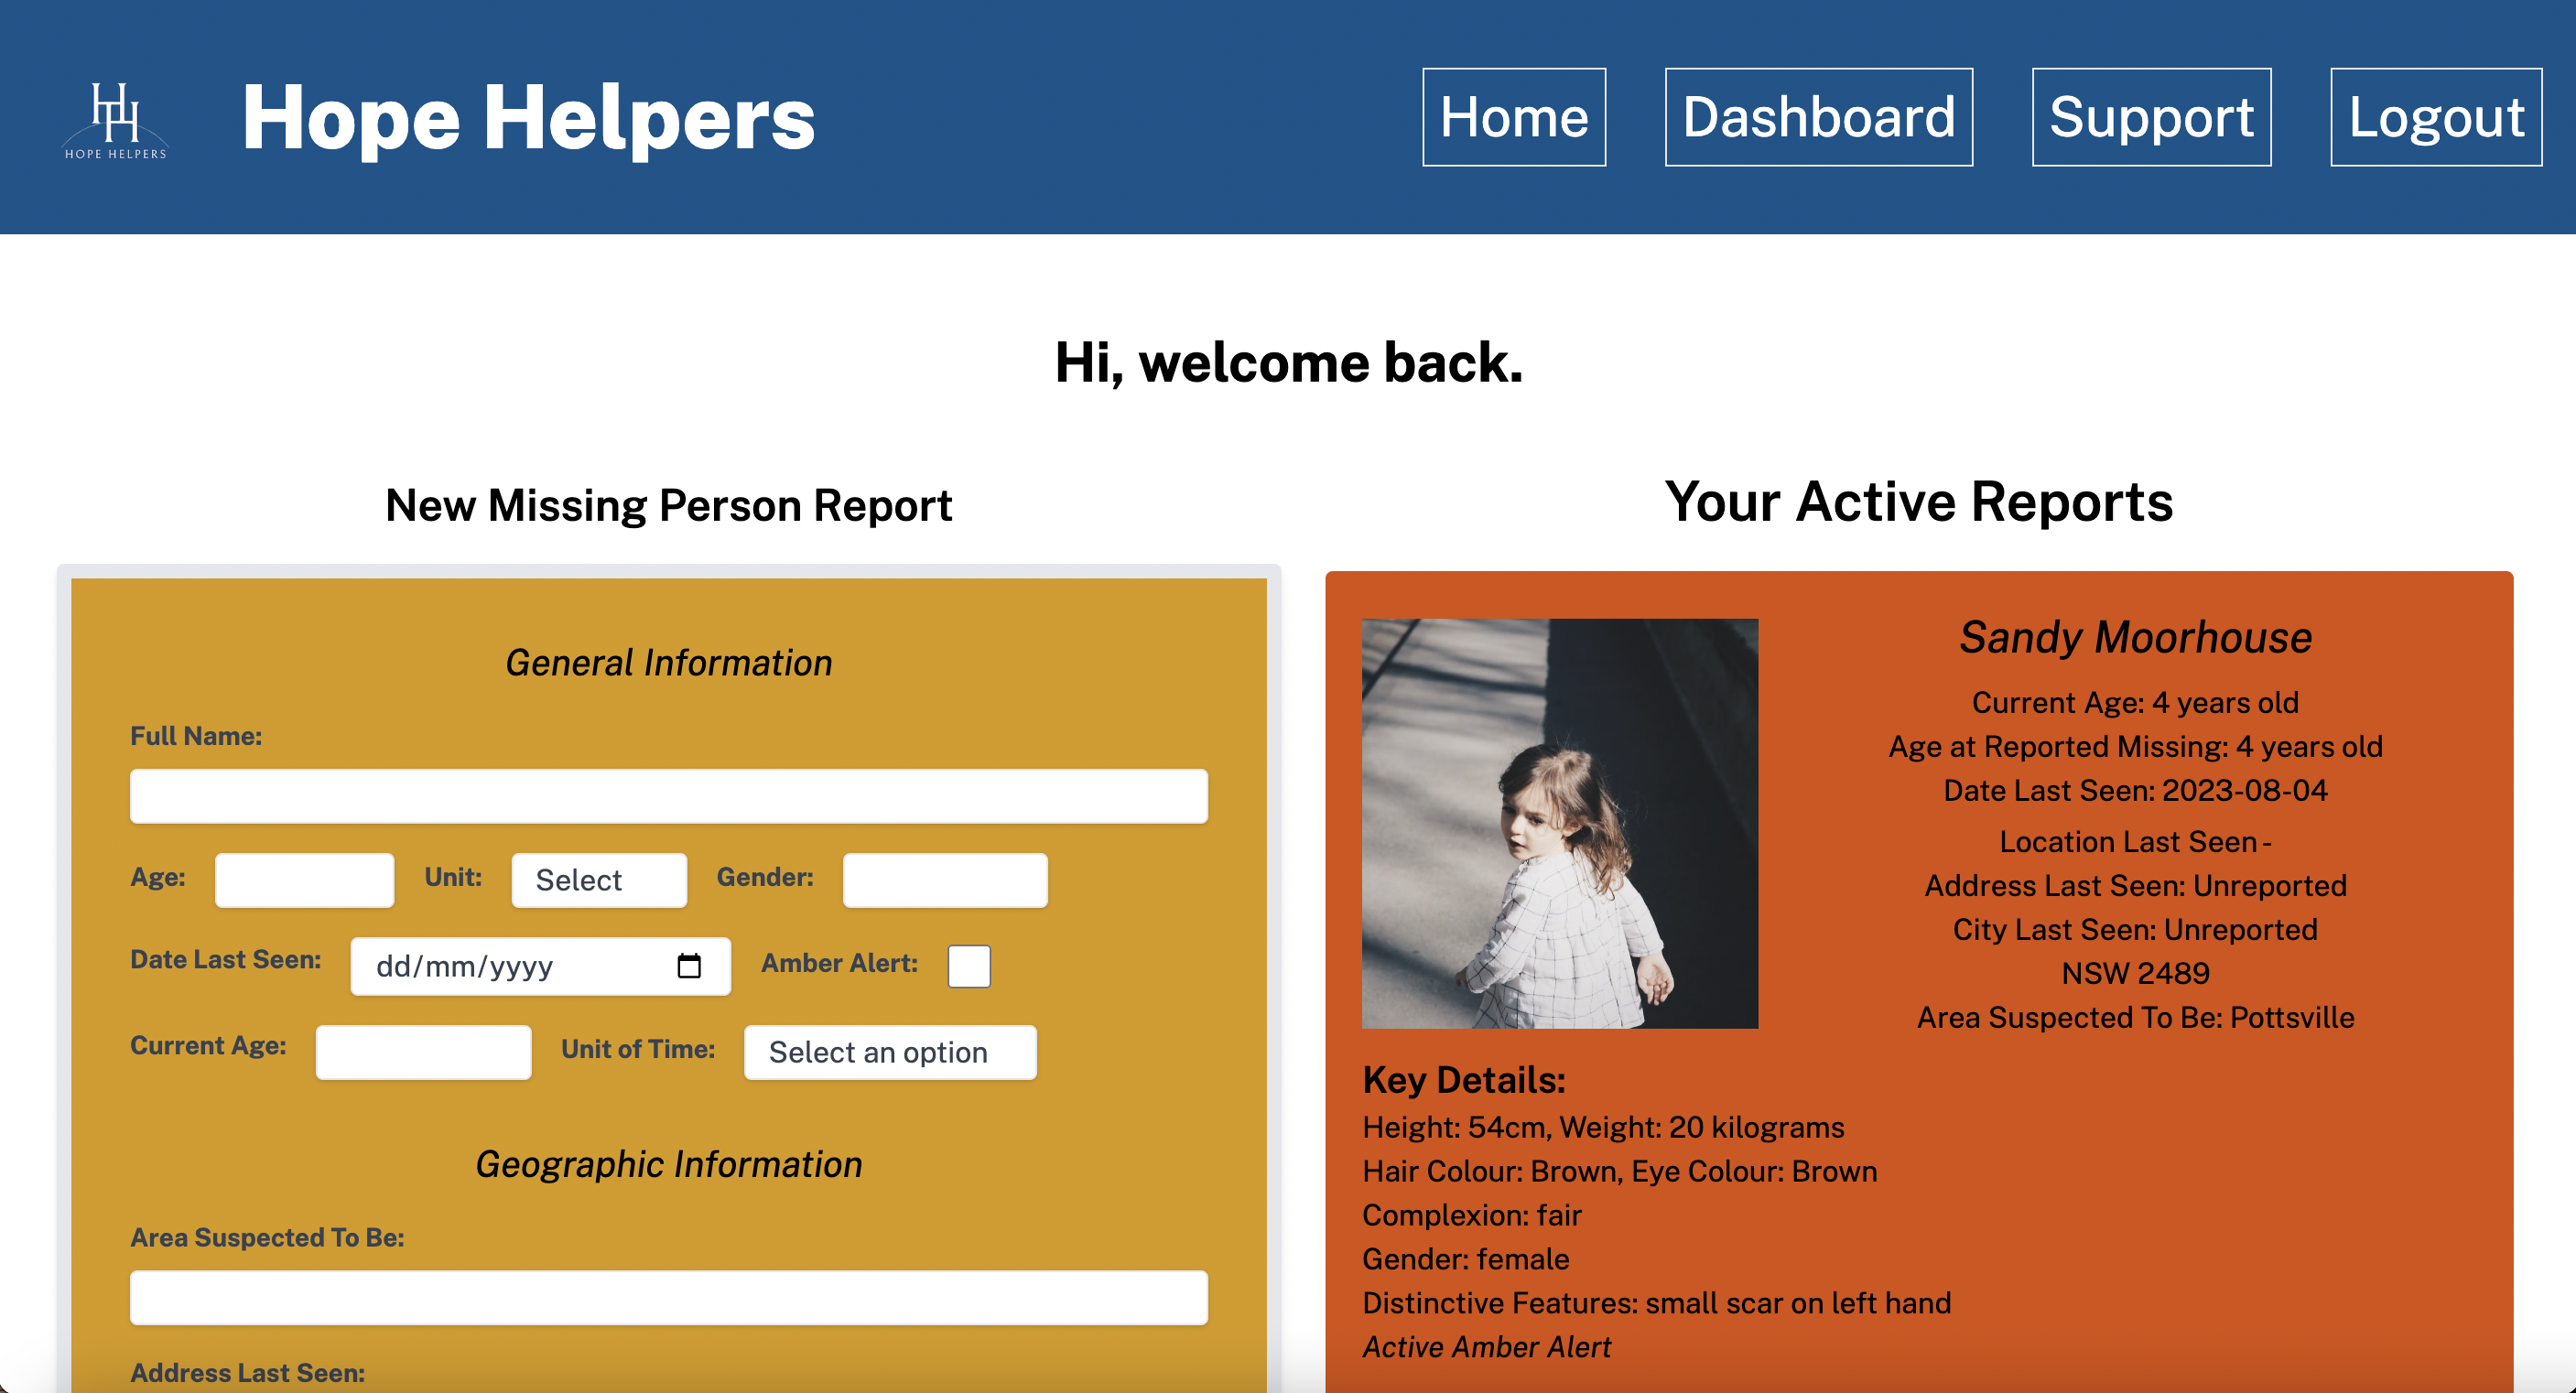 HH
HOPE HELPERS
Hope Helpers
Home
Dashboard
Support
Logout
Hi, welcome back.
New Missing Person Report
General Information
Full Name:
Age:
Unit:
Select
Gender:
Date Last Seen:
dd/mm/yyyy
Amber Alert:
Current Age:
Unit of Time:
Select an option
Geographic Information
Area Suspected To Be:
Address Last Seen:
Your Active Reports
Sandy Moorhouse
Current Age: 4 years old
Age at Reported Missing: 4 years old
Date Last Seen: 2023-08-04
Location Last Seen -
Address Last Seen: Unreported
City Last Seen: Unreported
NSW 2489
Area Suspected To Be: Pottsville
Key Details:
Height: 54cm, Weight: 20 kilograms
Hair Colour: Brown, Eye Colour: Brown
Complexion: fair
Gender: female
Distinctive Features: small scar on left hand
Active Amber Alert